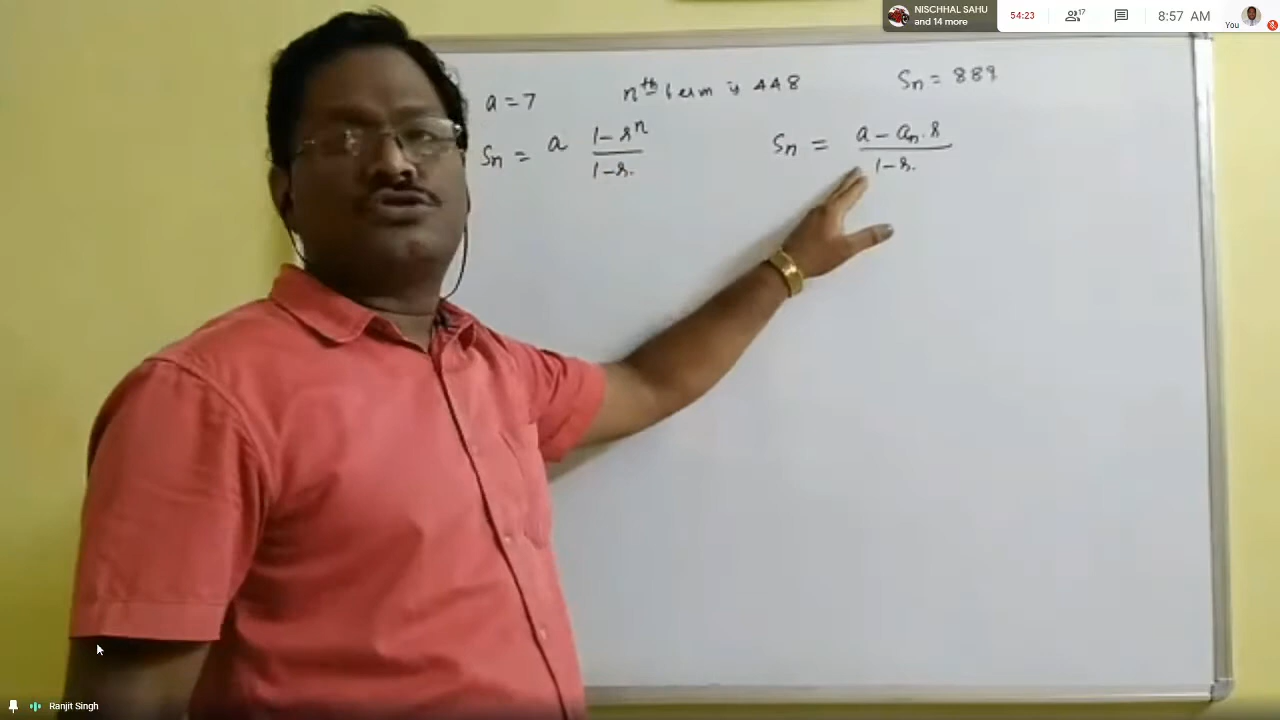 NISCHHAL SAHU
and 14 more
54:23
17
8:57 AM
You
a = 7 nth term is 448 Sn = 889
Sn = a (1 - r^n)/(1 - r) Sn = (a - an . r)/(1 - r)
Ranjit Singh